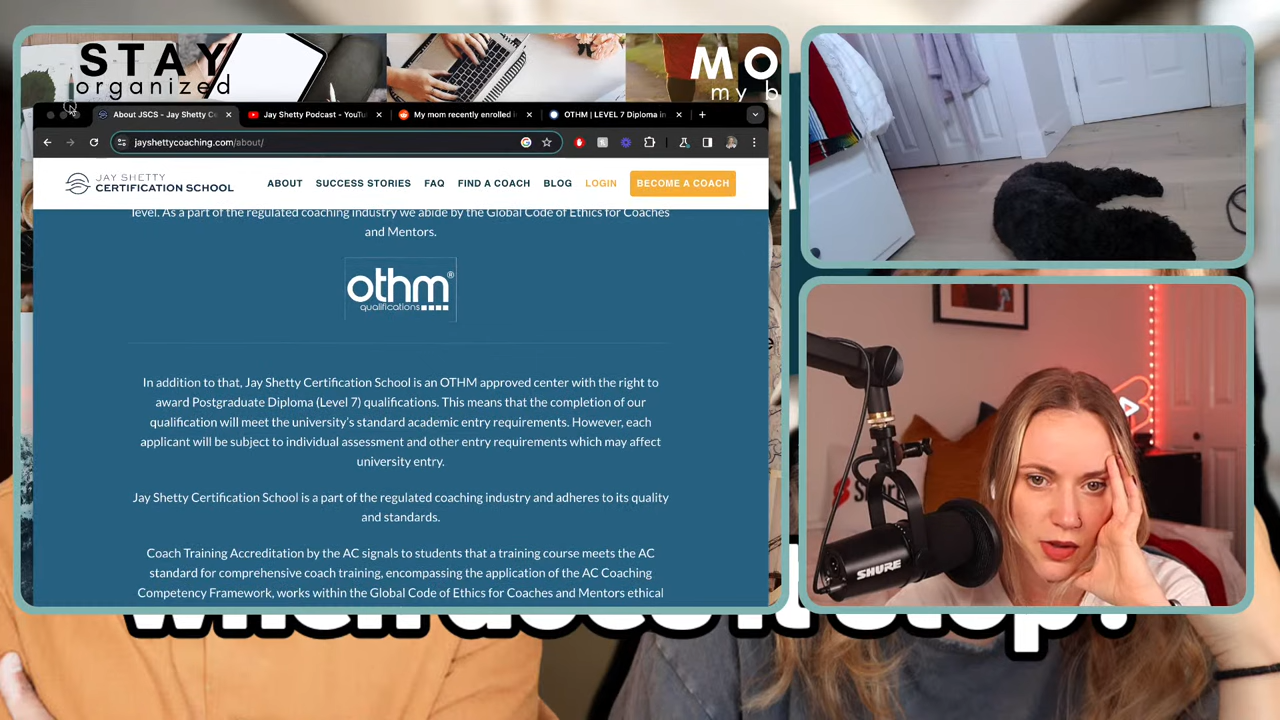 STAY
organized
MO
my b
About JSCS - Jay Shetty Ce
Jay Shetty Podcast - YouTu
My mom recently enrolled i
OTHM | LEVEL 7 Diploma in
jayshettycoaching.com/about/
JAY SHETTY
CERTIFICATION SCHOOL
ABOUT
SUCCESS STORIES
FAQ
FIND A COACH
BLOG
LOGIN
BECOME A COACH
level. As a part of the regulated coaching industry we abide by the Global Code of Ethics for Coaches
and Mentors.
othm®
qualifications
In addition to that, Jay Shetty Certification School is an OTHM approved center with the right to
award Postgraduate Diploma (Level 7) qualifications. This means that the completion of our
qualification will meet the university's standard academic entry requirements. However, each
applicant will be subject to individual assessment and other entry requirements which may affect
university entry.
Jay Shetty Certification School is a part of the regulated coaching industry and adheres to its quality
and standards.
Coach Training Accreditation by the AC signals to students that a training course meets the AC
standard for comprehensive coach training, encompassing the application of the AC Coaching
Competency Framework, works within the Global Code of Ethics for Coaches and Mentors ethical
SHURE
when does it stop?